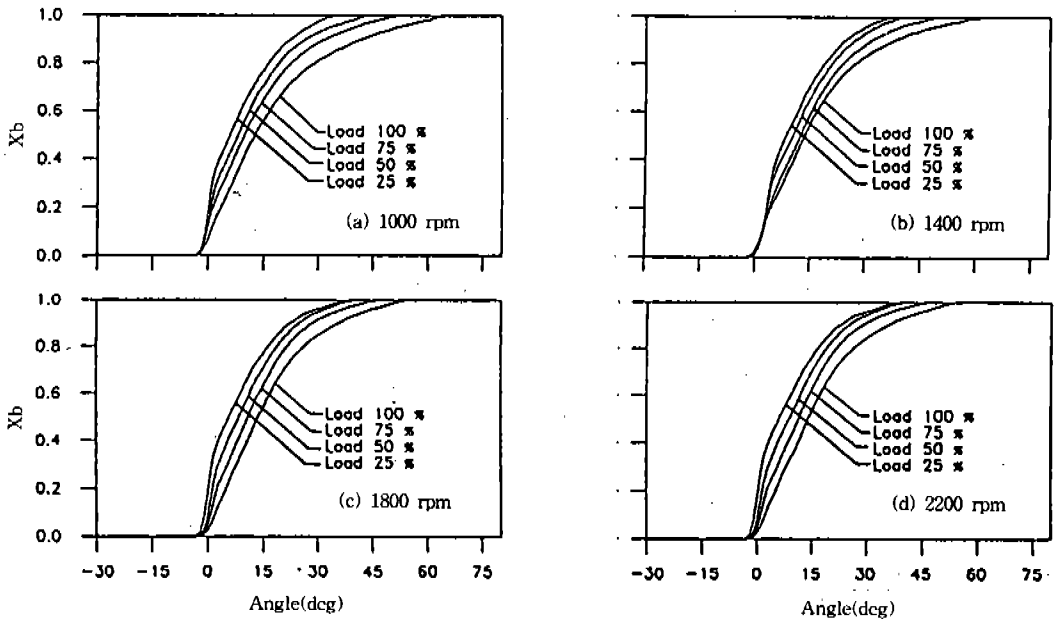 1.0
0.8
0.6
0.4
0.2
0.0
Xb
Load 100 %
Load 75 %
Load 50 %
Load 25 %
(a) 1000 rpm
Load 100 %
Load 75 %
Load 50 %
Load 25 %
(b) 1400 rpm
1.0
0.8
0.6
0.4
0.2
0.0
Xb
Load 100 %
Load 75 %
Load 50 %
Load 25 %
(c) 1800 rpm
-30 -15 0 15 30 45 60 75
Angle(deg)
Load 100 %
Load 75 %
Load 50 %
Load 25 %
(d) 2200 rpm
-30 -15 0 15 30 45 60 75
Angle(deg)